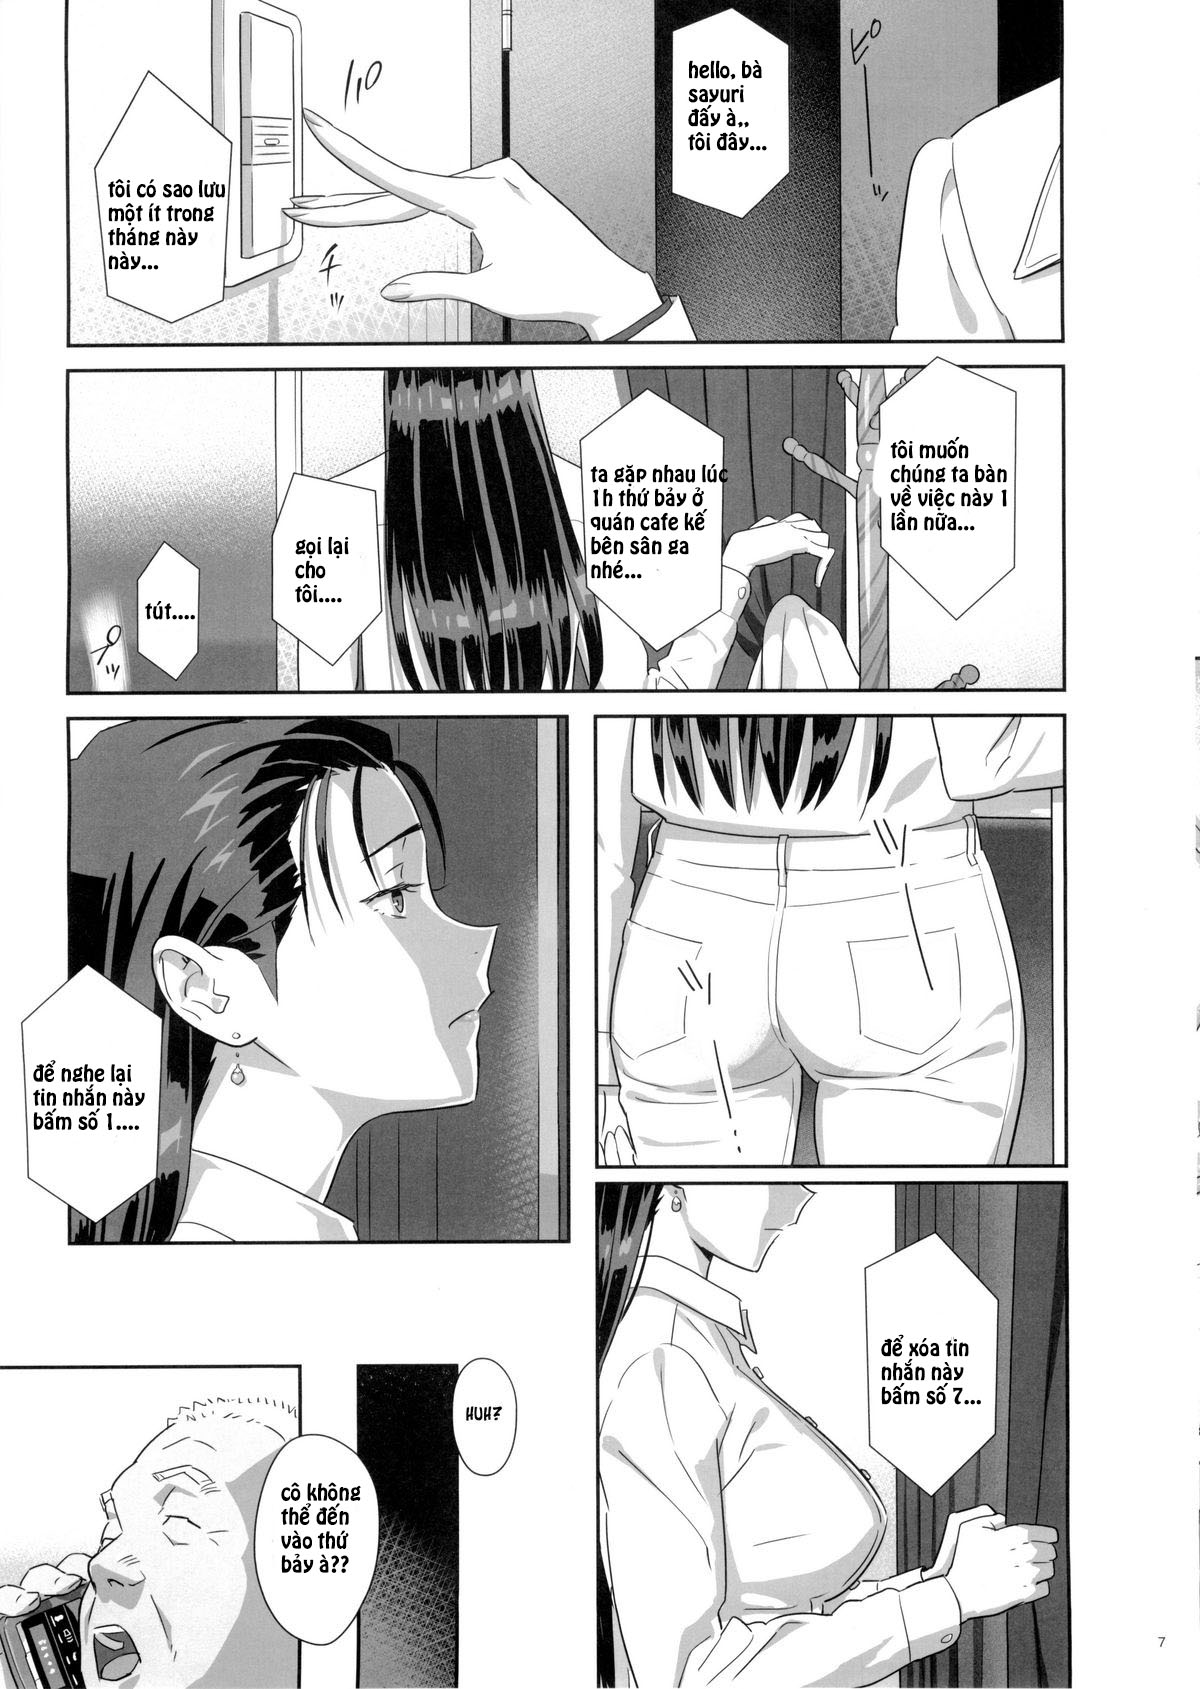 hello, bà
sayuri
đấy à,,
tôi đây...
ピッ
tôi có sao lưu
một ít trong
tháng này
này...
tôi muốn
chúng ta bàn
về việc này 1
lần nữa...
ta gặp nhau lúc
1h thứ bảy ở
quán cafe kế
bên sân ga
nhé...
gọi lại
cho
tôi....
tút....
để nghe lại
tin nhắn này
bấm số 1....
để xóa tin
nhắn này
bấm số 7...
HUH?
cô không
thể đến
vào thứ
bảy à??
7